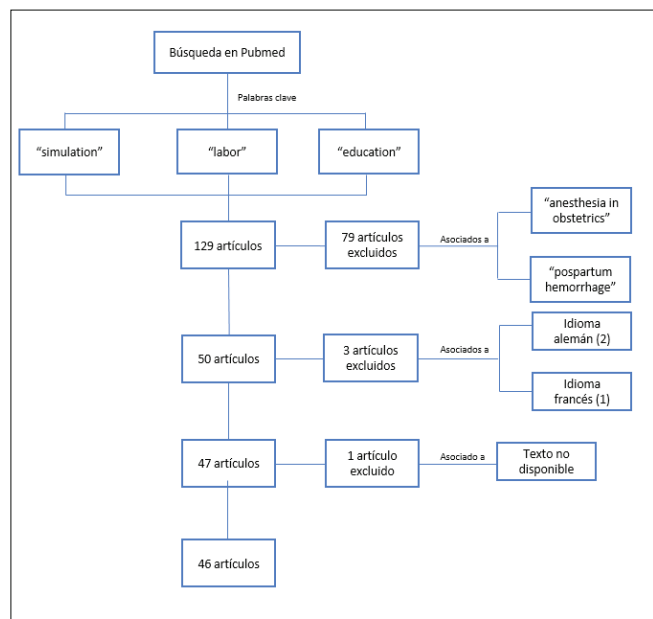 Búsqueda en Pubmed
Palabras clave
“simulation”
“labor”
“education”
129 artículos
79 artículos
excluidos
Asociados a
“anesthesia in
obstetrics”
“pospartum
hemorrhage”
50 artículos
3 artículos
excluidos
Asociados a
Idioma
alemán (2)
Idioma
francés (1)
47 artículos
1 artículo
excluido
Asociado a
Texto no
disponible
46 artículos